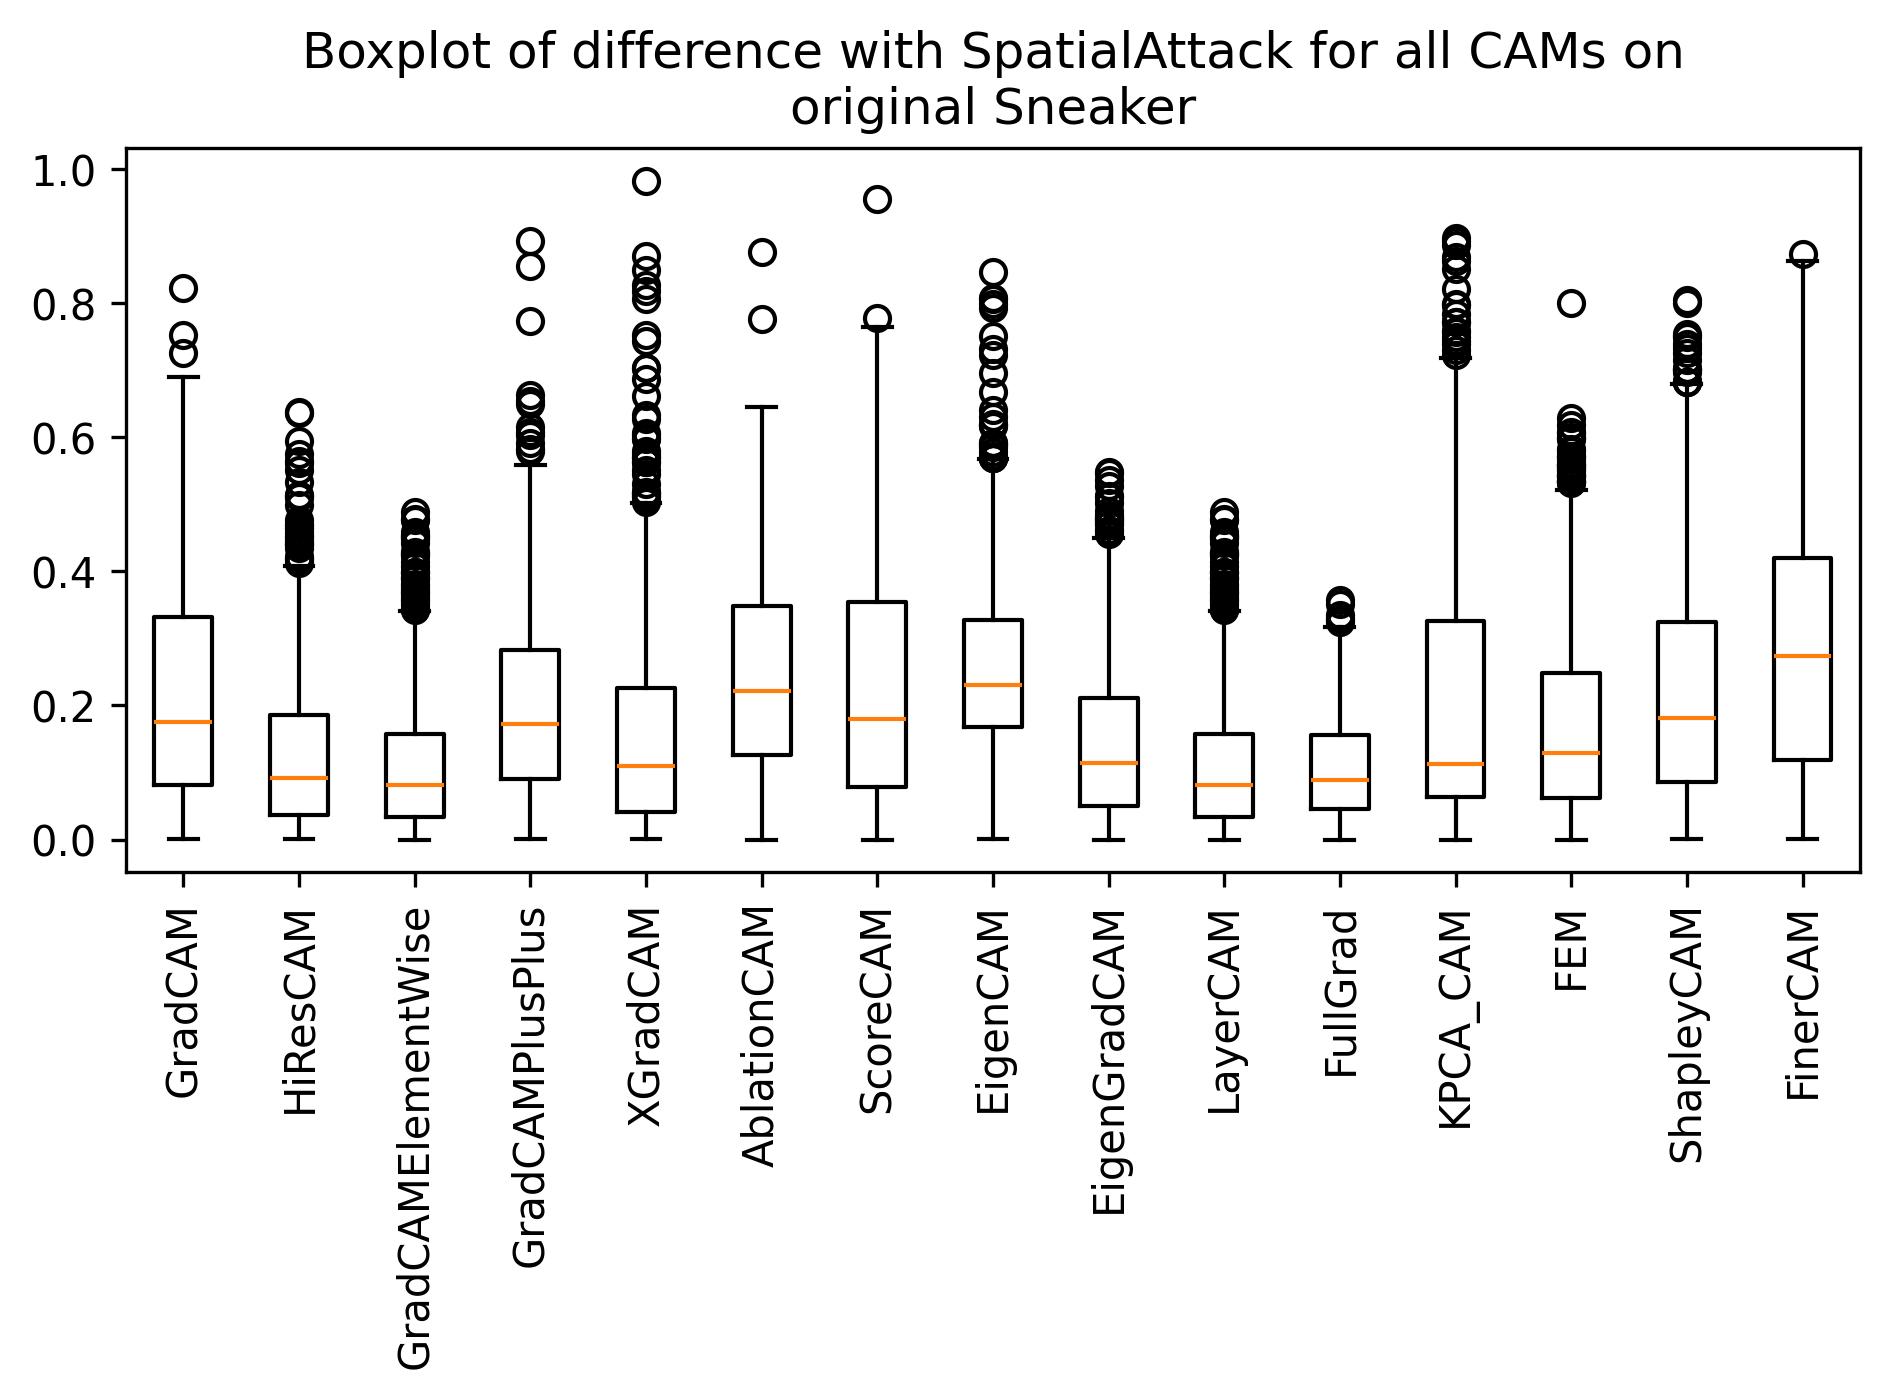 Boxplot of difference with SpatialAttack for all CAMs on
original Sneaker
1.0
0.8
0.6
0.4
0.2
0.0
GradCAM
HiResCAM
GradCAMElementWise
GradCAMPlusPlus
XGradCAM
AblationCAM
ScoreCAM
EigenCAM
EigenGradCAM
LayerCAM
FullGrad
KPCA_CAM
FEM
ShapleyCAM
FinerCAM